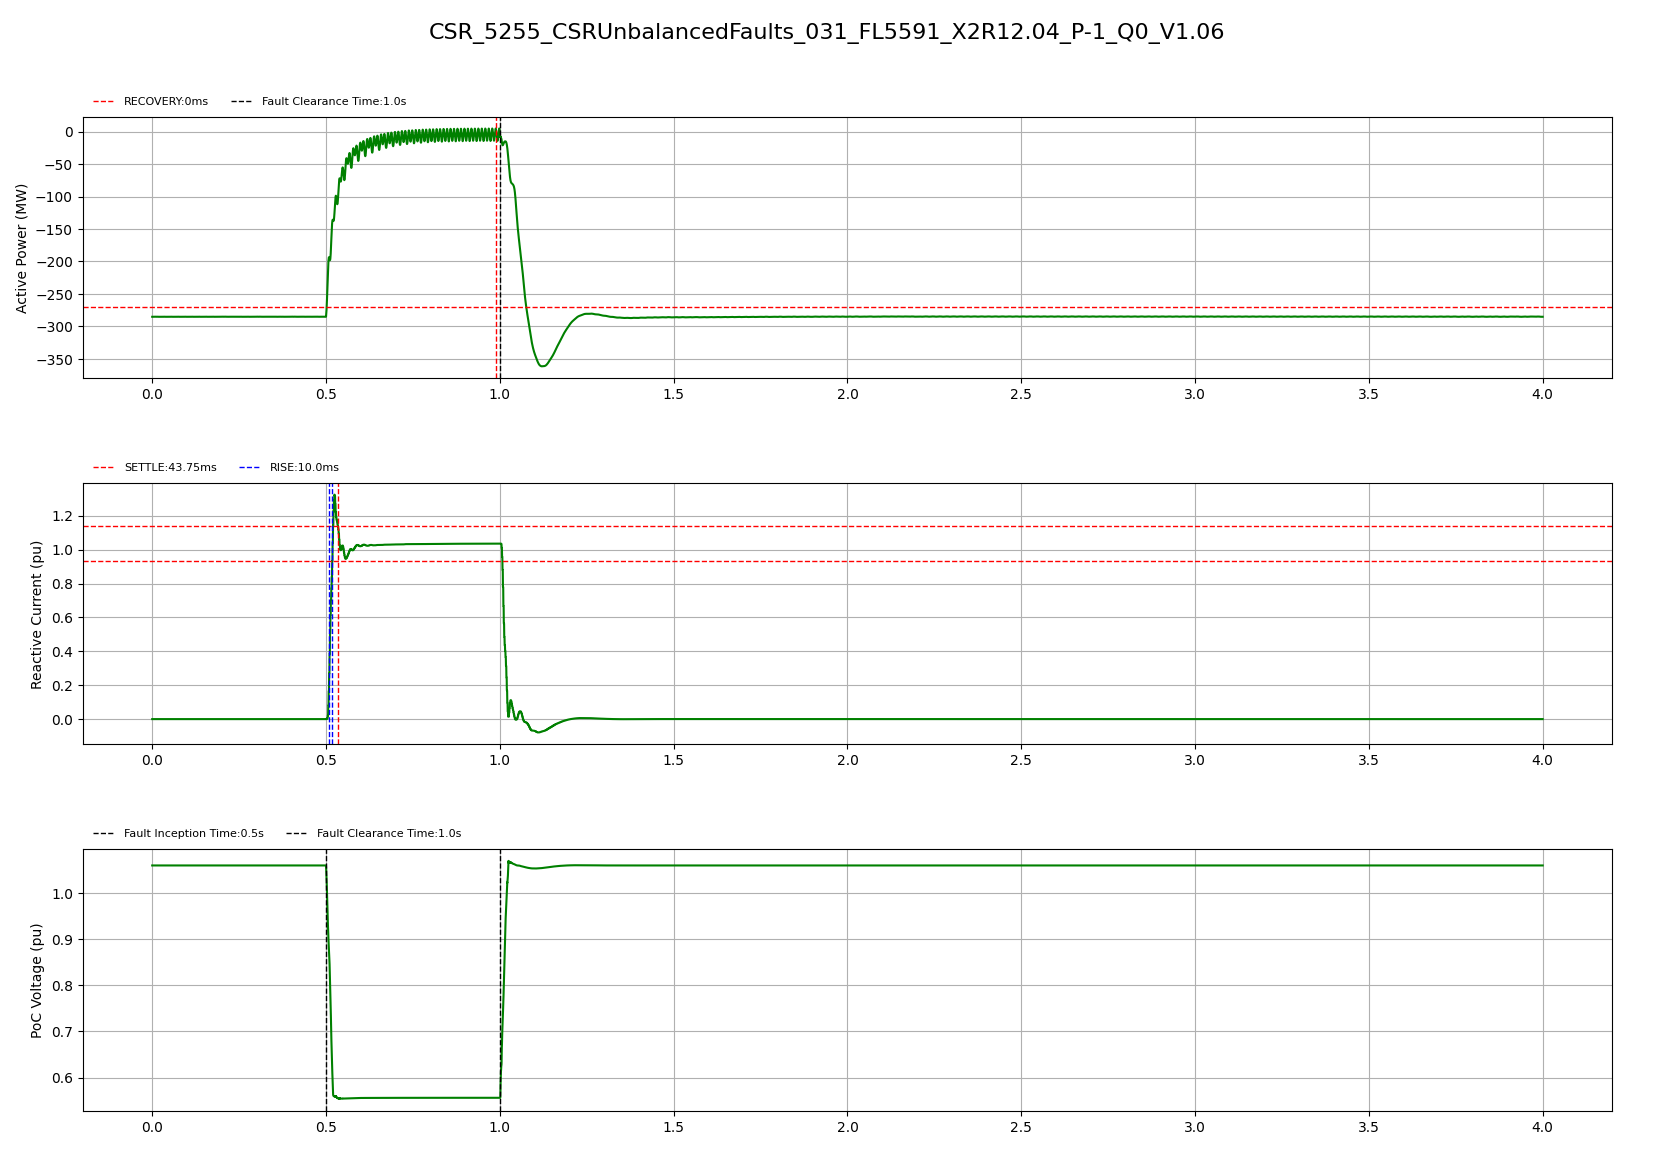 CSR_5255_CSRUnbalancedFaults_031_FL5591_X2R12.04_P-1_Q0_V1.06
RECOVERY:0ms Fault Clearance Time:1.0s
Active Power (MW)
0
−50
−100
−150
−200
−250
−300
−350
0.0 0.5 1.0 1.5 2.0 2.5 3.0 3.5 4.0
SETTLE:43.75ms RISE:10.0ms
Reactive Current (pu)
1.2
1.0
0.8
0.6
0.4
0.2
0.0
0.0 0.5 1.0 1.5 2.0 2.5 3.0 3.5 4.0
Fault Inception Time:0.5s Fault Clearance Time:1.0s
PoC Voltage (pu)
1.0
0.9
0.8
0.7
0.6
0.0 0.5 1.0 1.5 2.0 2.5 3.0 3.5 4.0